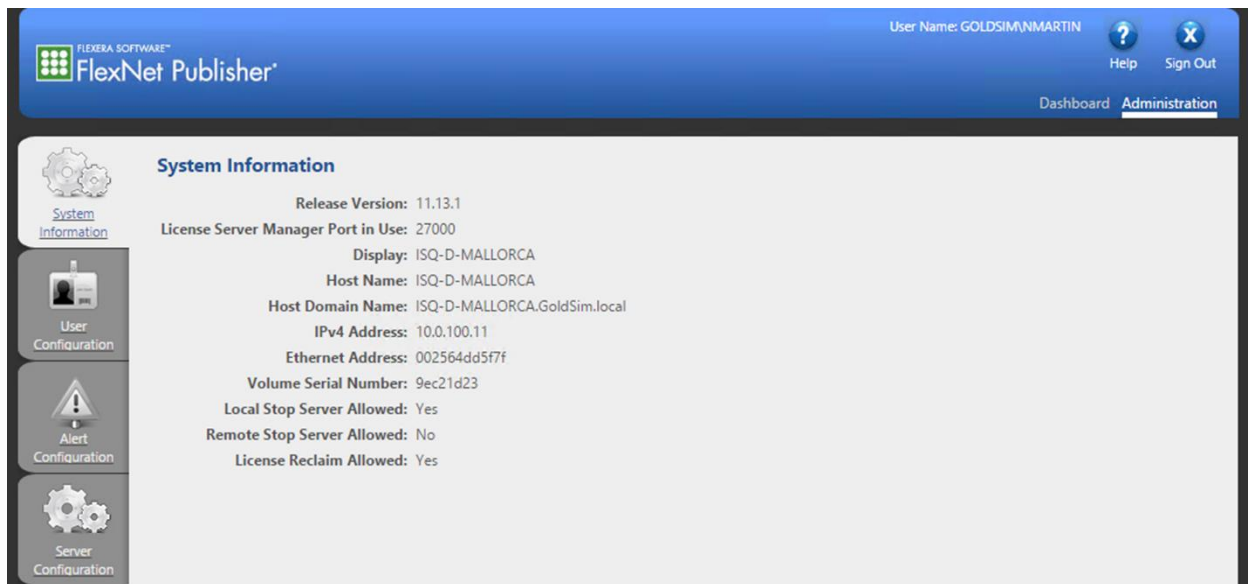 User Name: GOLDSIM\NMARTIN
FLEXERA SOFTWARE™
FlexNet Publisher®
?
Help
X
Sign Out
Dashboard Administration
System
Information
User
Configuration
Alert
Configuration
Server
Configuration
System Information
Release Version: 11.13.1
License Server Manager Port in Use: 27000
Display: ISQ-D-MALLORCA
Host Name: ISQ-D-MALLORCA
Host Domain Name: ISQ-D-MALLORCA.GoldSim.local
IPv4 Address: 10.0.100.11
Ethernet Address: 002564dd5f7f
Volume Serial Number: 9ec21d23
Local Stop Server Allowed: Yes
Remote Stop Server Allowed: No
License Reclaim Allowed: Yes